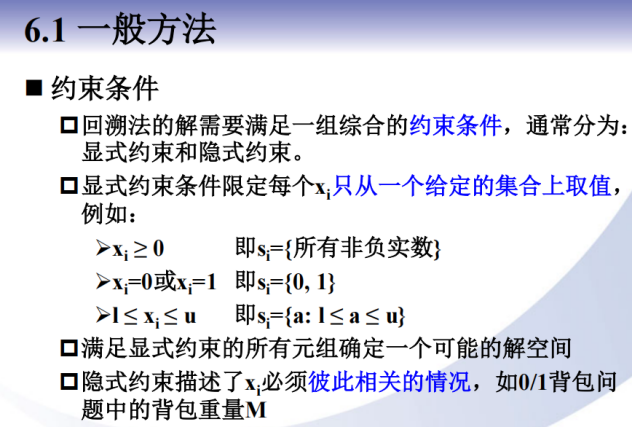 6.1 一般方法
■ 约束条件
回溯法的解需要满足一组综合的约束条件，通常分为：
显式约束和隐式约束。
显式约束条件限定每个xi只从一个给定的集合上取值，
例如：
➢xi ≥ 0 即si={所有非负实数}
➢xi=0或xi=1 即si={0, 1}
➢l ≤ xi ≤ u 即si={a: l ≤ a ≤ u}
满足显式约束的所有元组确定一个可能的解空间
隐式约束描述了xi必须彼此相关的情况，如0/1背包问
题中的背包重量M